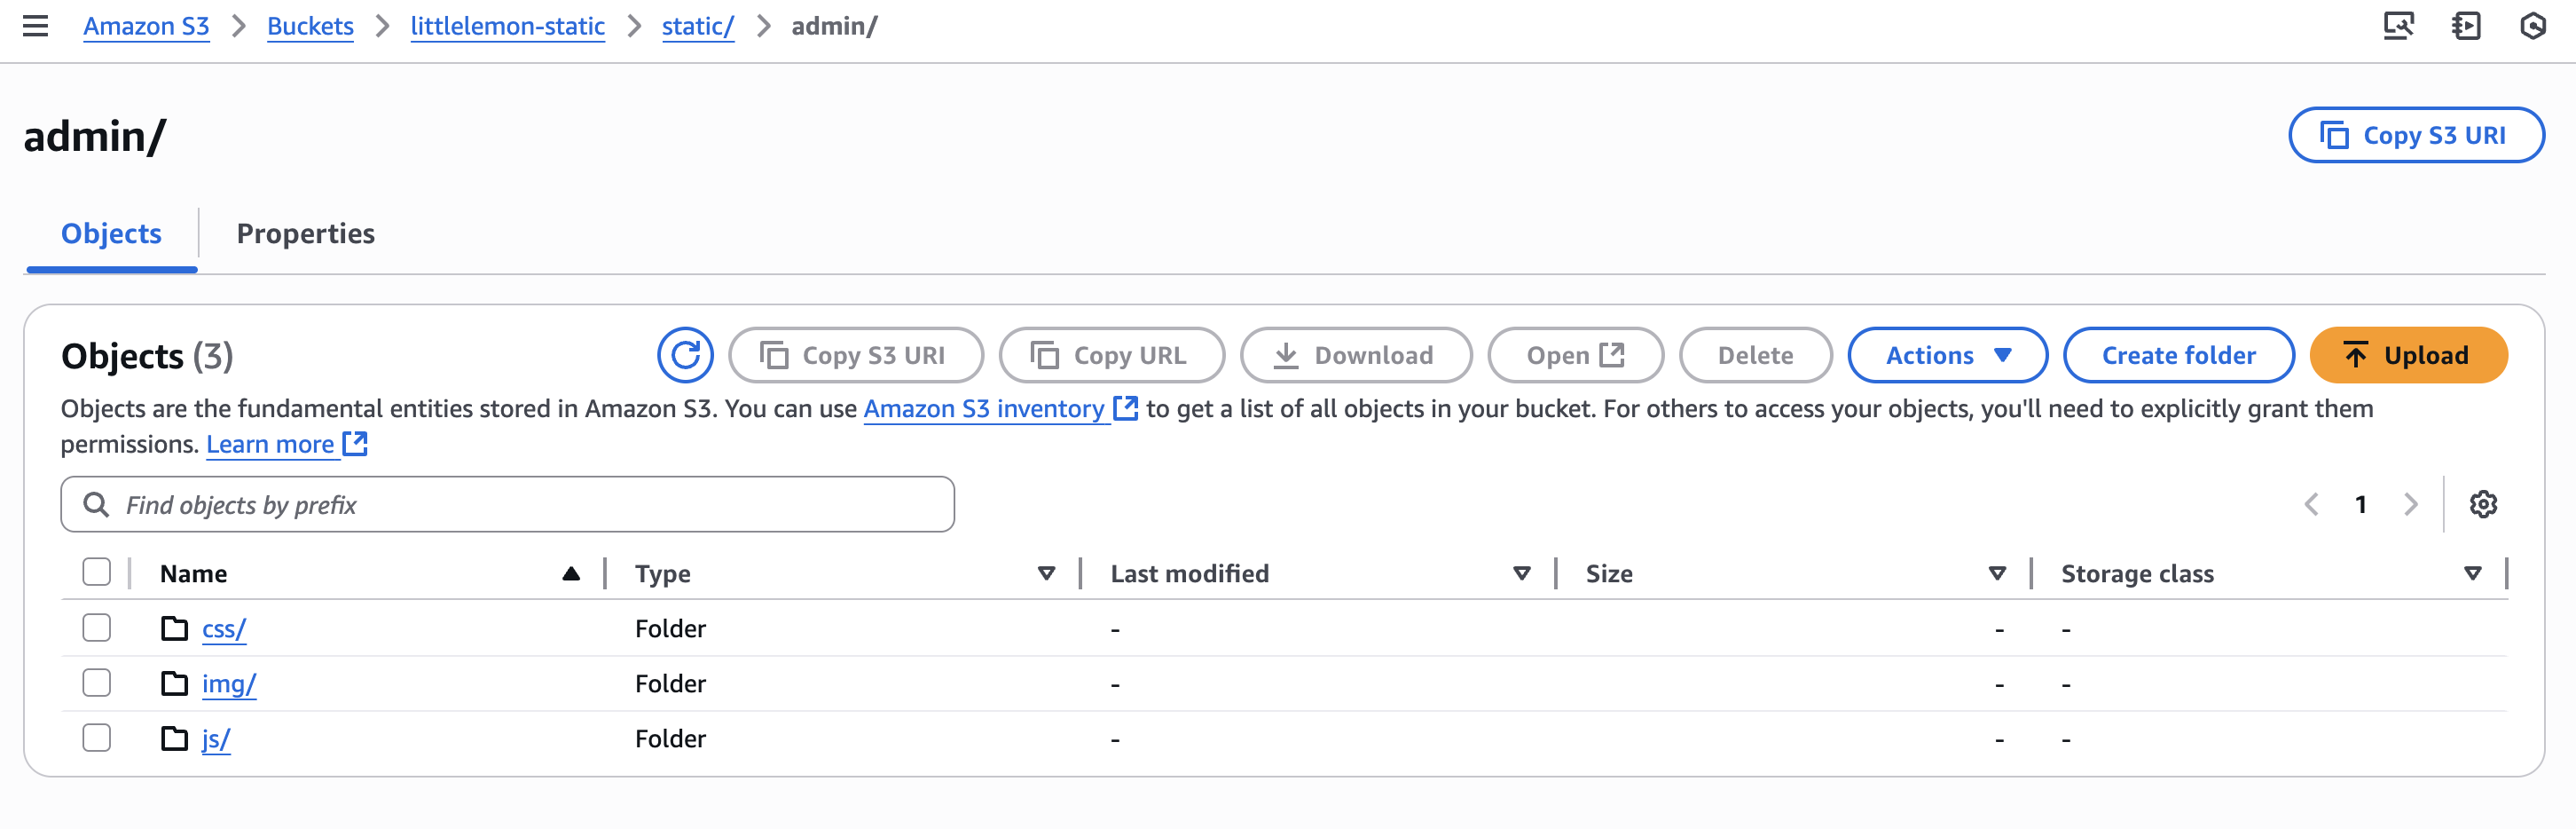 Amazon S3 > Buckets > littlelemon-static > static/ > admin/
admin/
Copy S3 URI
Objects
Properties
Objects (3)
Copy S3 URI
Copy URL
Download
Open
Delete
Actions
Create folder
Upload
Objects are the fundamental entities stored in Amazon S3. You can use Amazon S3 inventory to get a list of all objects in your bucket. For others to access your objects, you'll need to explicitly grant them
permissions. Learn more
Find objects by prefix
1
Name Type Last modified Size Storage class
css/ Folder - - -
img/ Folder - - -
js/ Folder - - -